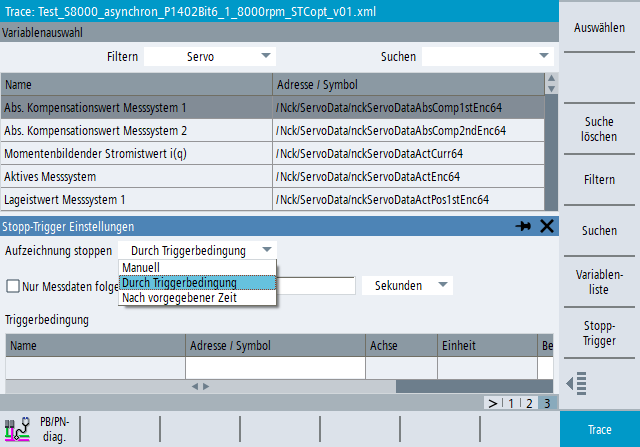 Trace: Test_S8000_asynchron_P1402Bit6_1_8000rpm_STCopt_v01.xml
Variablenauswahl
Filtern Servo Suchen
Name Adresse / Symbol
Abs. Kompensationswert Messsystem 1 /Nck/ServoData/nckServoDataAbsComp1stEnc64
Abs. Kompensationswert Messsystem 2 /Nck/ServoData/nckServoDataAbsComp2ndEnc64
Momentenbildender Stromistwert i(q) /Nck/ServoData/nckServoDataActCurr64
Aktives Messsystem /Nck/ServoData/nckServoDataActEnc64
Lageistwert Messsystem 1 /Nck/ServoData/nckServoDataActPos1stEnc64
Stopp-Trigger Einstellungen
Aufzeichnung stoppen Durch Triggerbedingung
Manuell
Durch Triggerbedingung
Nach vorgegebener Zeit
Nur Messdaten folge Sekunden
Triggerbedingung
Name Adresse / Symbol Achse Einheit Be
> 1 2 3
PB/PN-
diag.
Auswählen
Suche
löschen
Filtern
Suchen
Variablen-
liste
Stopp-
Trigger
Trace